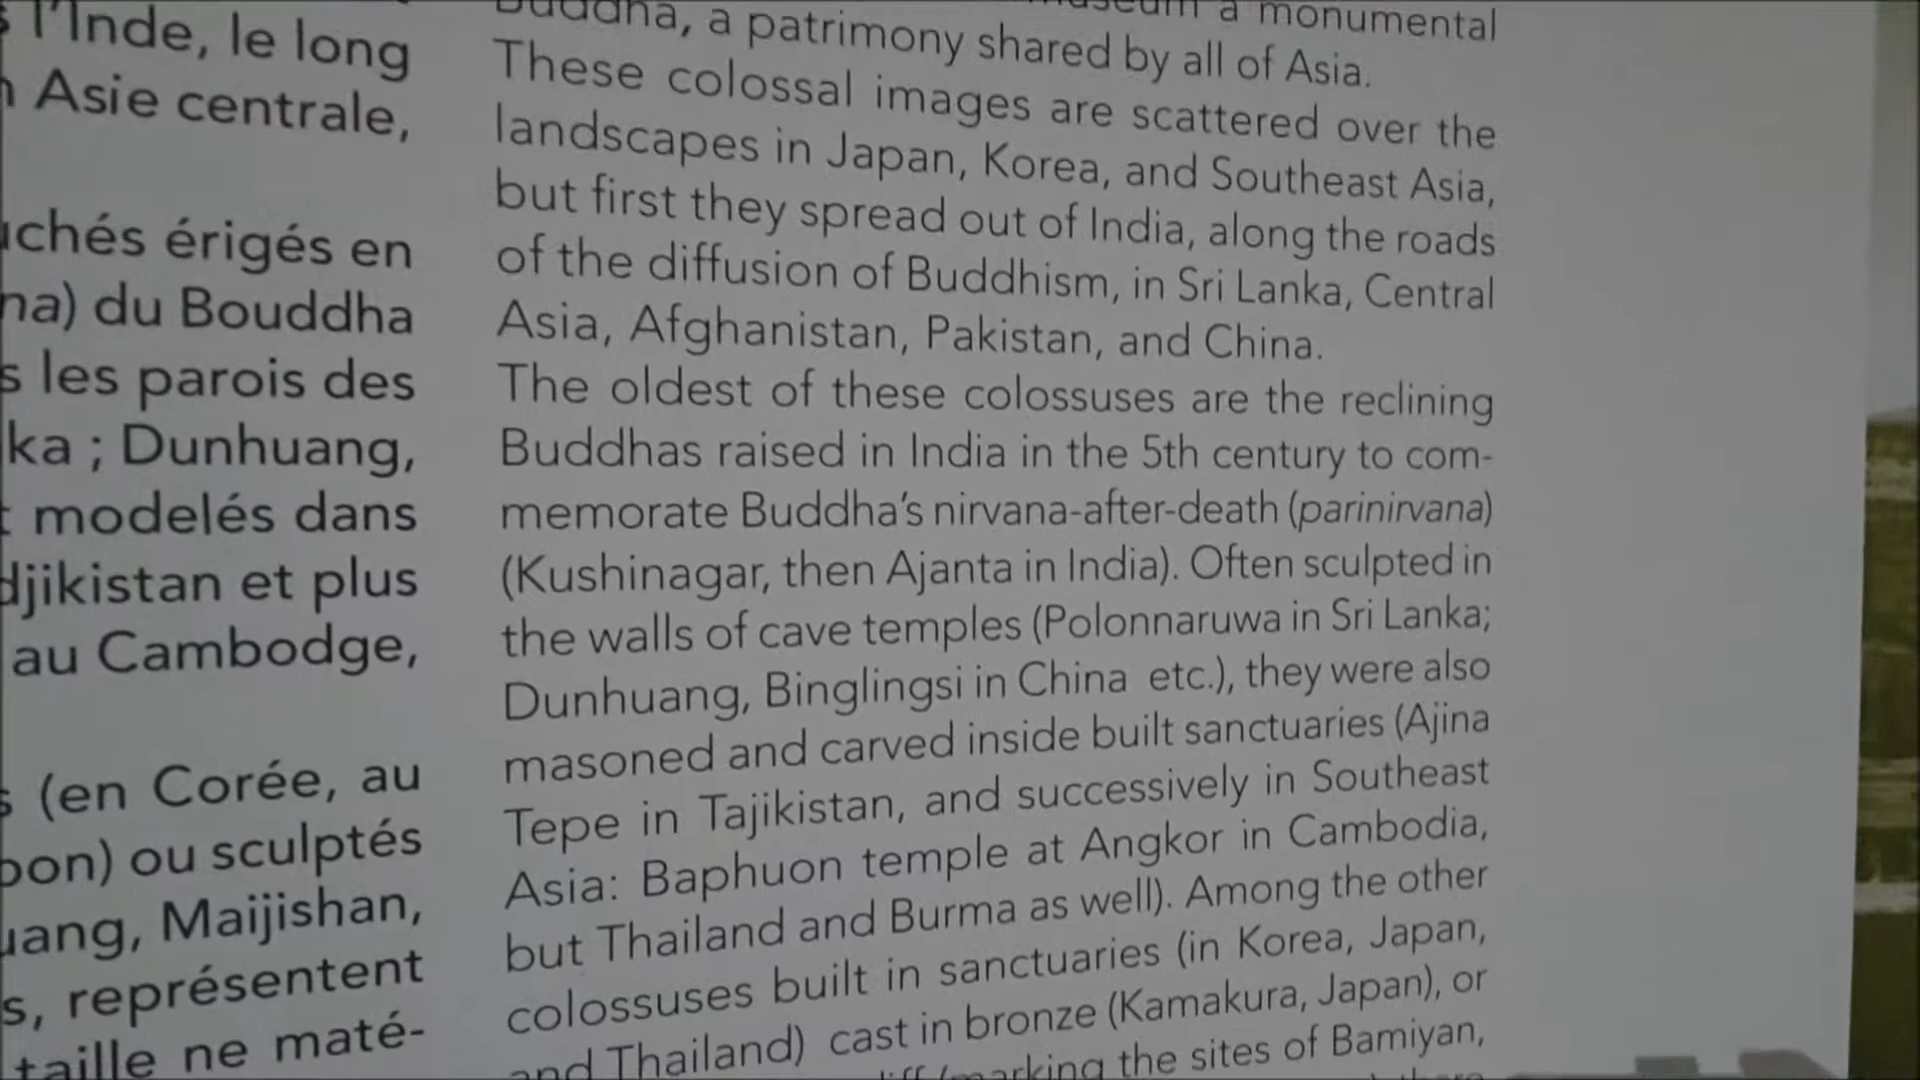 l'Inde, le long
Asie centrale,
érigés en
du Bouddha
les parois des
; Dunhuang,
modelés dans
et plus
au Cambodge,
(en Corée, au
ou sculptés
Maijishan,
représentent
taille ne maté-
Buddha, a patrimony shared by all of Asia.
a monumental
These colossal images are scattered over the
landscapes in Japan, Korea, and Southeast Asia,
but first they spread out of India, along the roads
of the diffusion of Buddhism, in Sri Lanka, Central
Asia, Afghanistan, Pakistan, and China.
The oldest of these colossuses are the reclining
Buddhas raised in India in the 5th century to com-
memorate Buddha's nirvana-after-death (parinirvana)
(Kushinagar, then Ajanta in India). Often sculpted in
the walls of cave temples (Polonnaruwa in Sri Lanka;
Dunhuang, Binglingsi in China etc.), they were also
masoned and carved inside built sanctuaries (Ajina
Tepe in Tajikistan, and successively in Southeast
Asia: Baphuon temple at Angkor in Cambodia,
but Thailand and Burma as well). Among the other
colossuses built in sanctuaries (in Korea, Japan,
and Thailand) cast in bronze (Kamakura, Japan), or
the sites of Bamiyan,